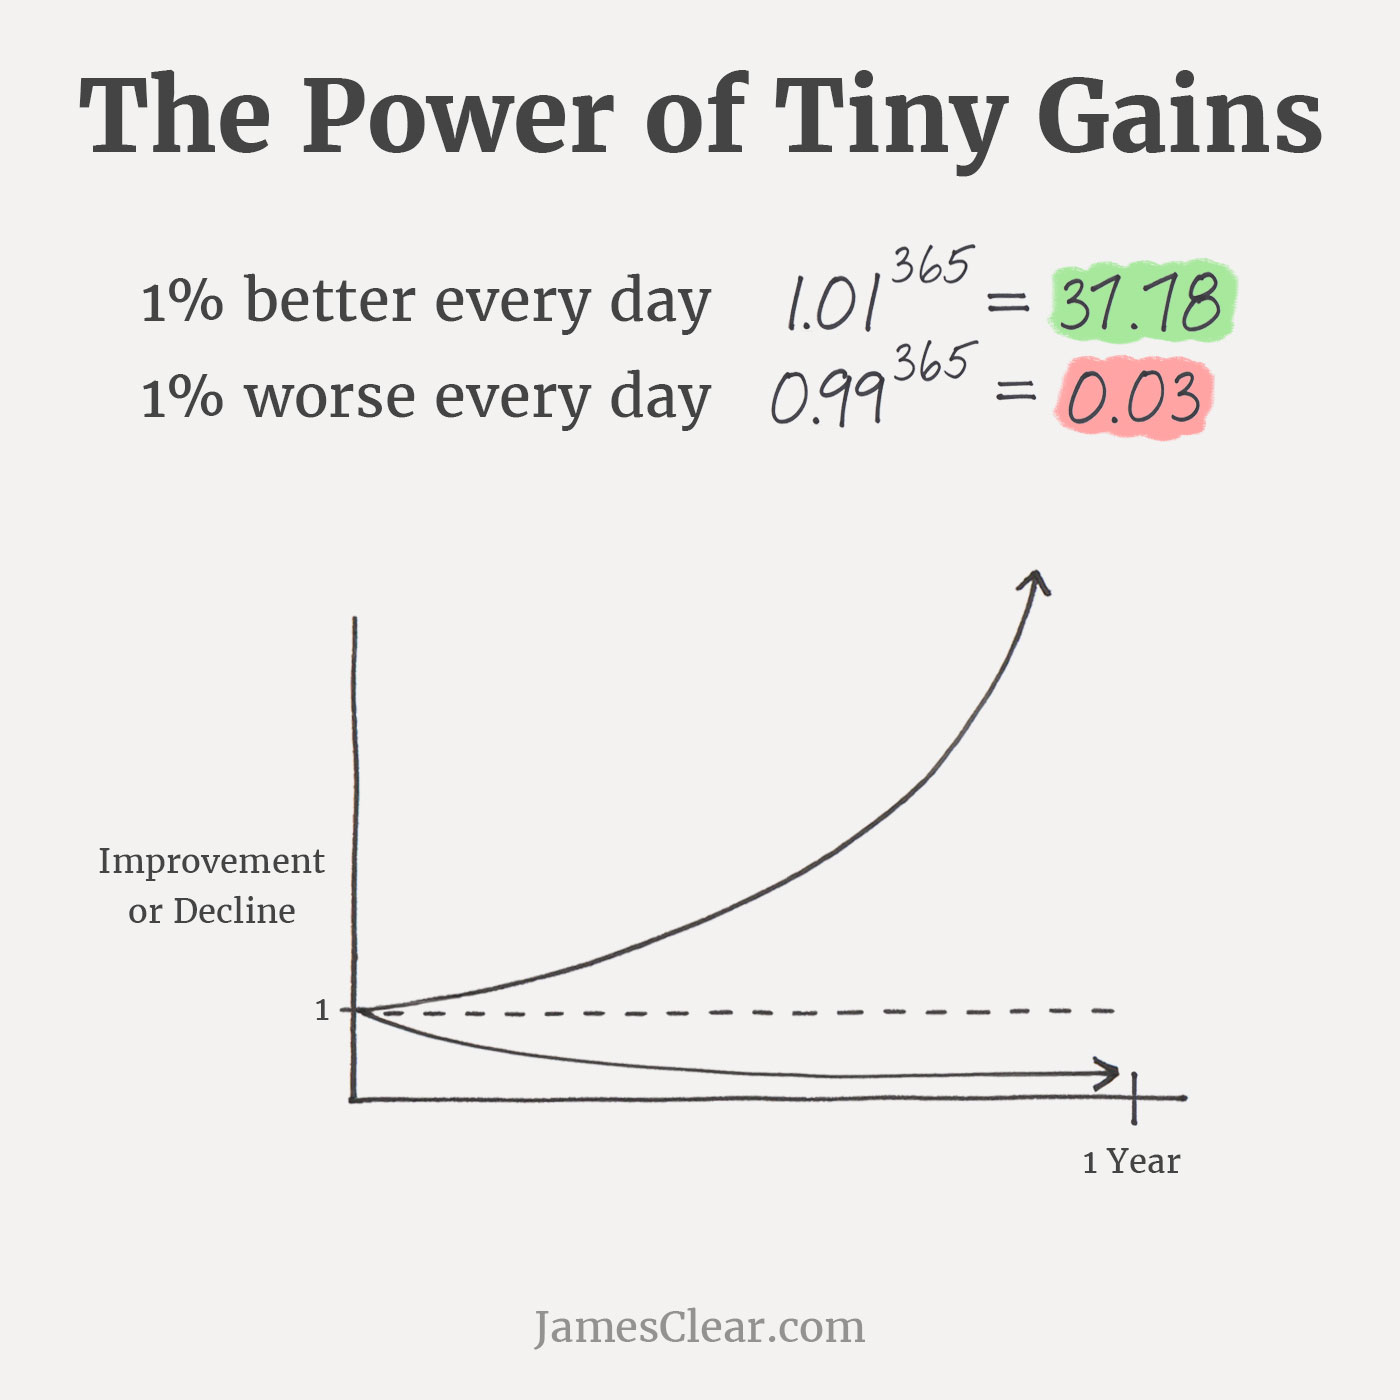 The Power of Tiny Gains
1% better every day 1.01^365 = 37.78
1% worse every day 0.99^365 = 0.03
Improvement
or Decline
1
1 Year
JamesClear.com